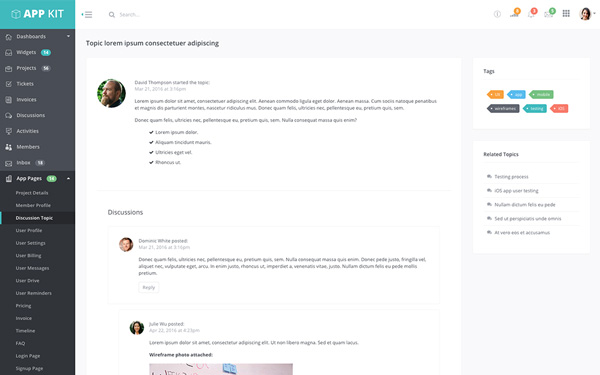 APP KIT
Search...
Dashboards
Widgets 14
Projects 56
Tickets
Invoices
Discussions
Activities
Members
Inbox 18
App Pages 14
Project Details
Member Profile
Discussion Topic
User Profile
User Settings
User Billing
User Messages
User Drive
User Reminders
Pricing
Invoice
Timeline
FAQ
Login Page
Signup Page
Topic lorem ipsum consectetuer adipiscing
David Thompson started the topic:
Mar 21, 2016 at 3:16pm
Lorem ipsum dolor sit amet, consectetuer adipiscing elit. Aenean commodo ligula eget dolor. Aenean massa. Cum sociis natoque penatibus
et magnis dis parturient montes, nascetur ridiculus mus. Donec quam felis, ultricies nec, pellentesque eu, pretium quis, sem.
Donec quam felis, ultricies nec, pellentesque eu, pretium quis, sem. Nulla consequat massa quis enim?
Lorem ipsum dolor.
Aliquam tincidunt mauris.
Ultricies eget vel.
Rhoncus ut.
Discussions
Dominic White posted:
Mar 21, 2016 at 3:16pm
Donec quam felis, ultricies nec, pellentesque eu, pretium quis, sem. Nulla consequat massa quis enim. Donec pede justo, fringilla vel,
aliquet nec, vulputate eget, arcu. In enim justo, rhoncus ut, imperdiet a, venenatis vitae, justo. Nullam dictum felis eu pede mollis
pretium.
Reply
Julie Wu posted:
Apr 22, 2016 at 4:23pm
Lorem ipsum dolor sit amet, consectetur adipiscing elit. Ut non libero magna. Sed et quam lacus.
Wireframe photo attached:
Tags
UX app mobile
wireframes testing iOS
Related Topics
Testing process
iOS app user testing
Nullam dictum felis eu pede
Sed ut perspiciatis unde omnis
At vero eos et accusamus